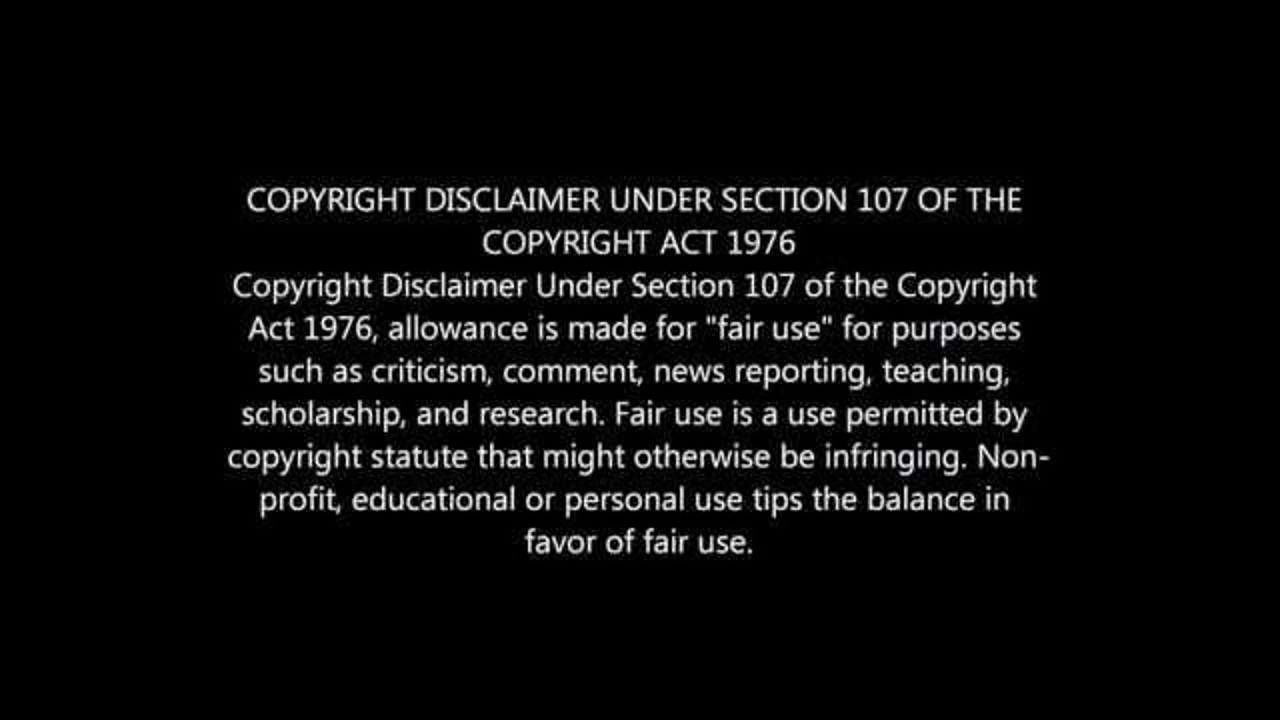 COPYRIGHT DISCLAIMER UNDER SECTION 107 OF THE
COPYRIGHT ACT 1976
Copyright Disclaimer Under Section 107 of the Copyright
Act 1976, allowance is made for "fair use" for purposes
such as criticism, comment, news reporting, teaching,
scholarship, and research. Fair use is a use permitted by
copyright statute that might otherwise be infringing. Non-
profit, educational or personal use tips the balance in
favor of fair use.